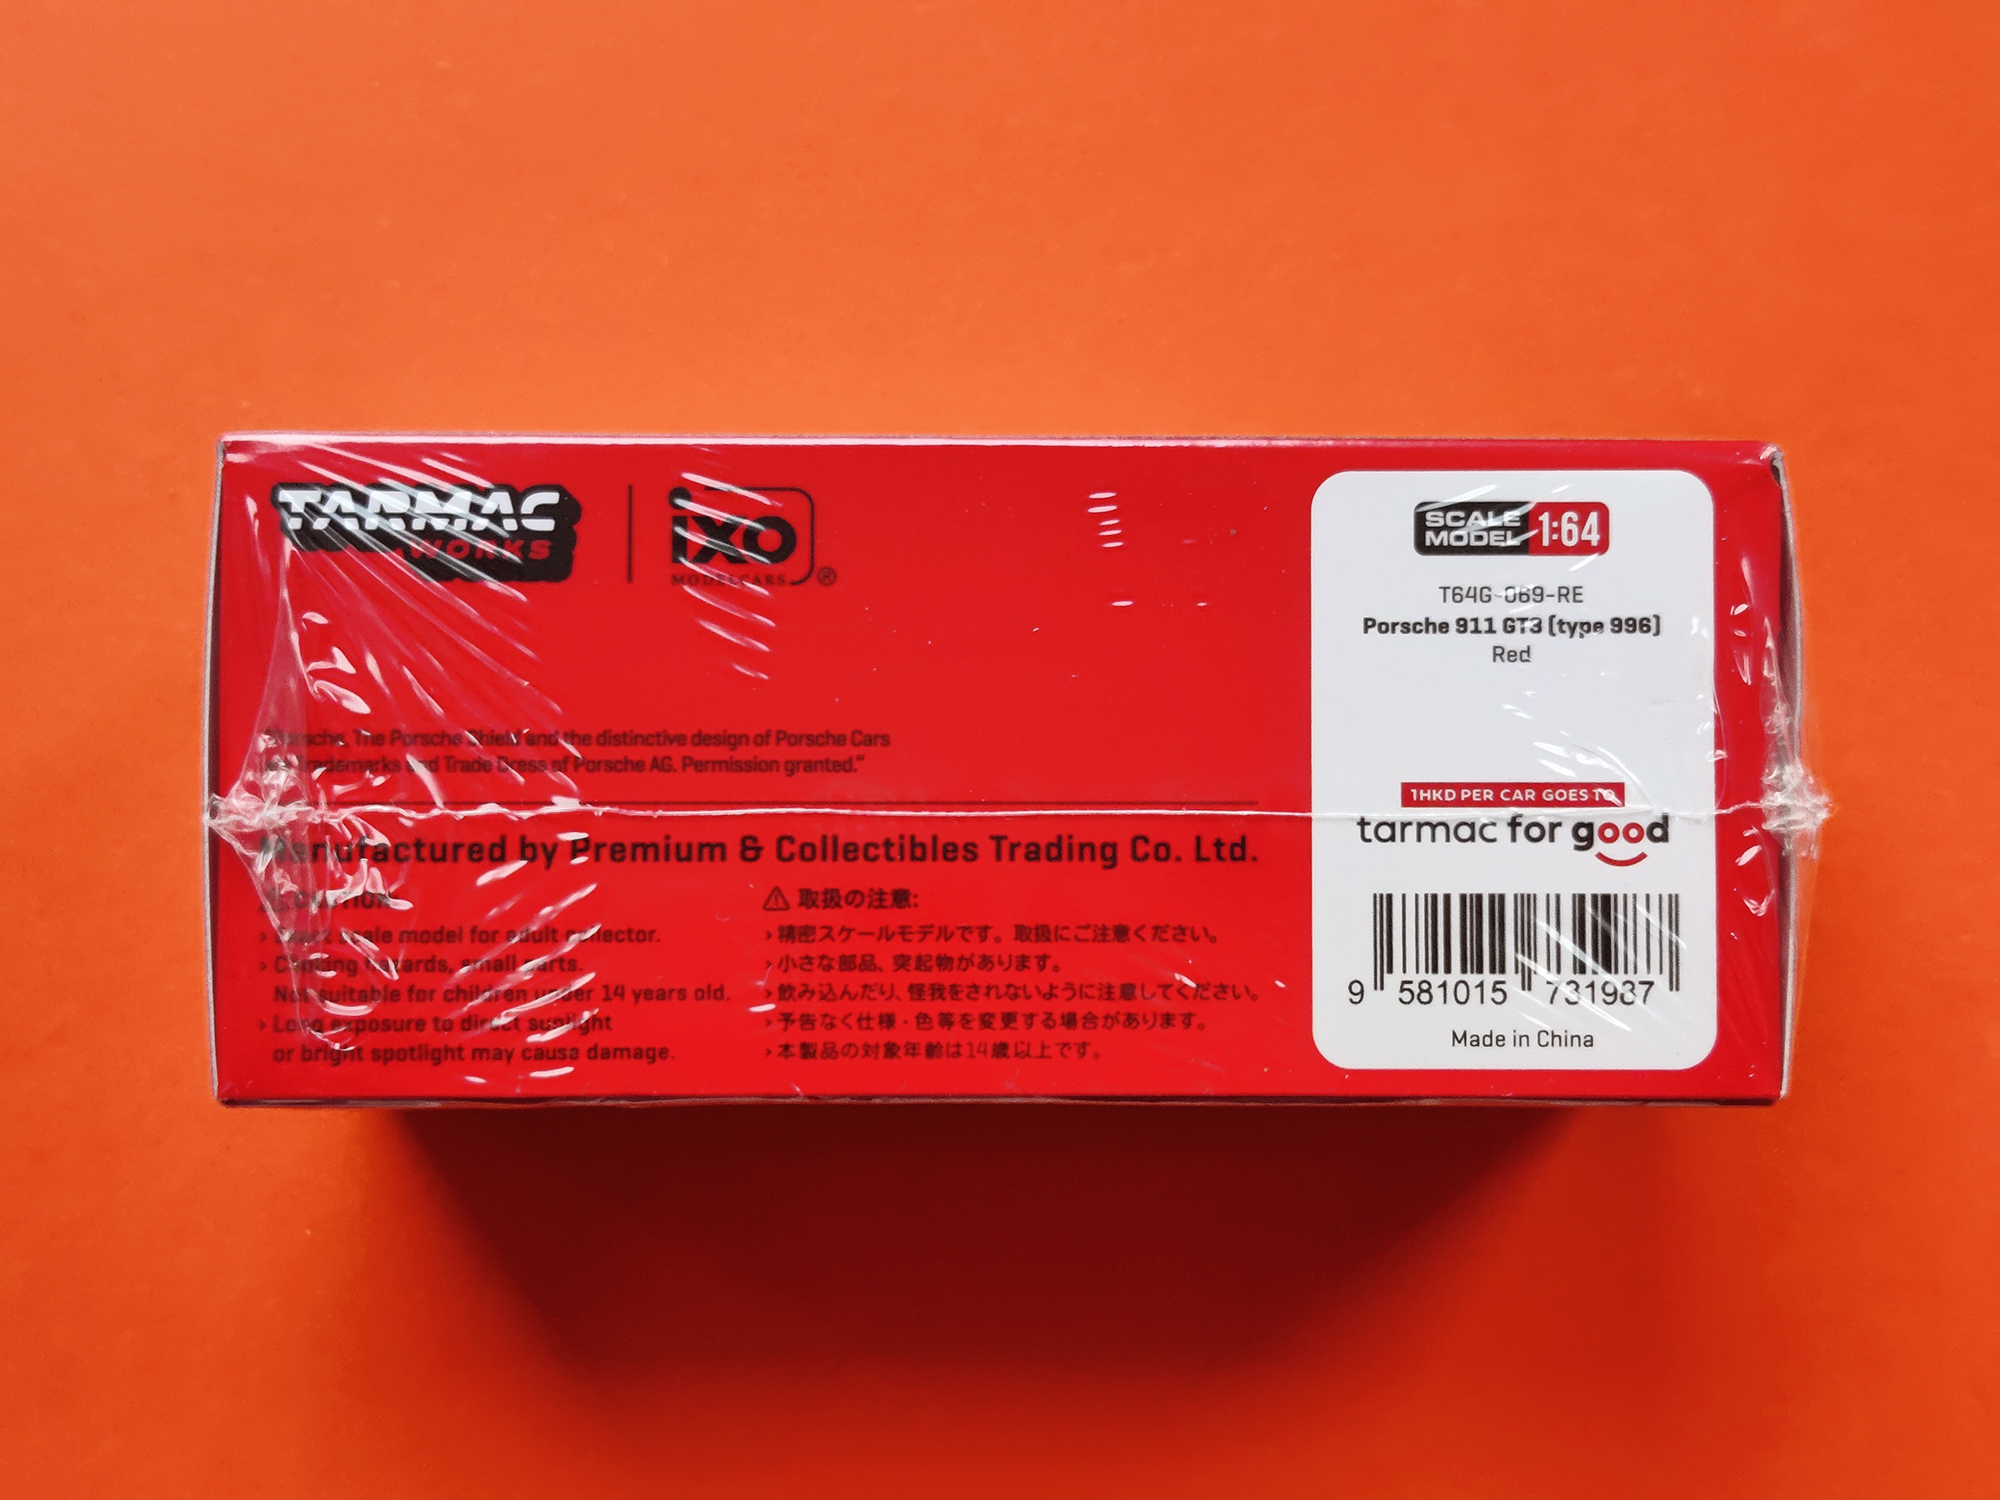 TARMAC
WORKS
ixo
MODELCARS
®
"Porsche, The Porsche Shield and the distinctive design of Porsche Cars
are Trademarks and Trade Dress of Porsche AG. Permission granted."
Manufactured by Premium & Collectibles Trading Co. Ltd.
CAUTION:
› Exact scale model for adult collector.
› Choking hazards, small parts.
Not suitable for children under 14 years old.
› Long exposure to direct sunlight
or bright spotlight may cause damage.
取扱の注意:
› 精密スケールモデルです。取扱にご注意ください。
› 小さな部品、突起物があります。
› 飲み込んだり、怪我をされないように注意してください。
› 予告なく仕様・色等を変更する場合があります。
› 本製品の対象年齢は14歳以上です。
SCALE
MODEL 1:64
T64G-069-RE
Porsche 911 GT3 (type 996)
Red
1HKD PER CAR GOES TO
tarmac for good
9 581015 731987
Made in China